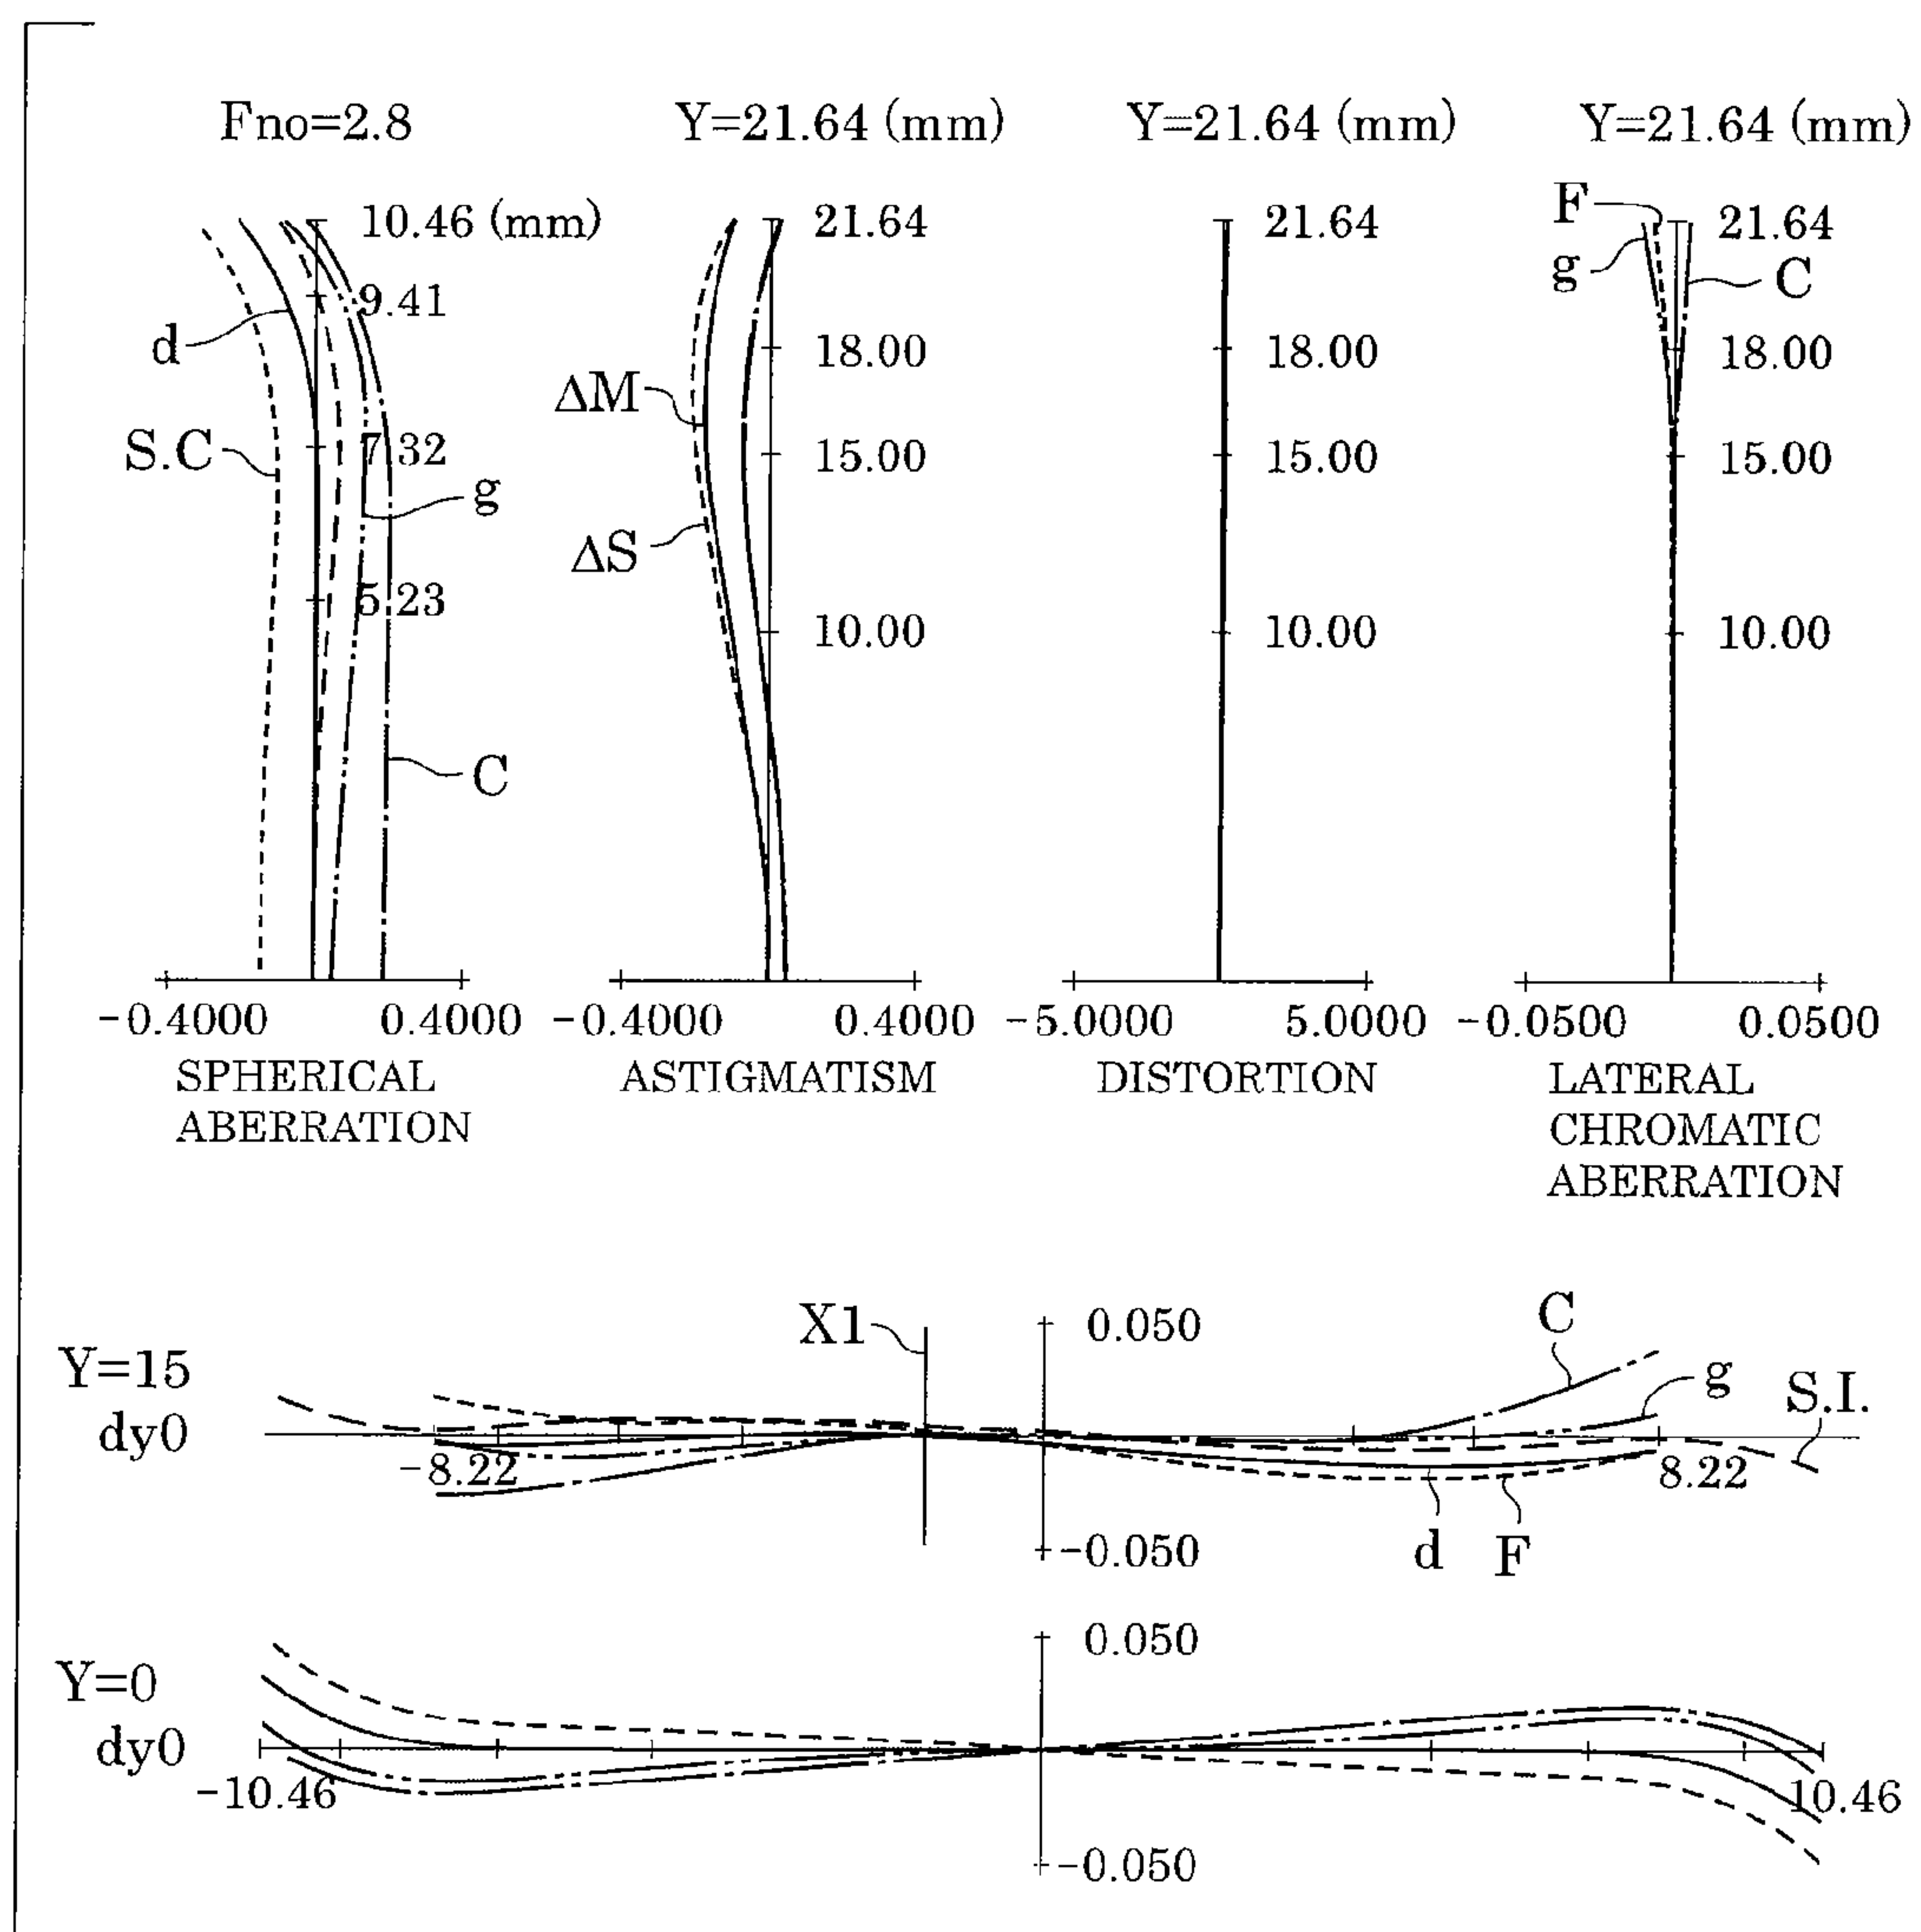 Fno=2.8
Y=21.64 (mm)
Y=21.64 (mm)
Y=21.64 (mm)
10.46 (mm)
9.41
7.32
5.23
d
S.C
g
C
-0.4000
0.4000
SPHERICAL
ABERRATION
21.64
18.00
15.00
10.00
ΔM
ΔS
-0.4000
0.4000
ASTIGMATISM
21.64
18.00
15.00
10.00
-5.0000
5.0000
DISTORTION
F
g
C
21.64
18.00
15.00
10.00
-0.0500
0.0500
LATERAL
CHROMATIC
ABERRATION
Y=15
dy0
X1
0.050
C
g
S.I.
-8.22
8.22
d
F
-0.050
Y=0
dy0
0.050
-10.46
10.46
-0.050